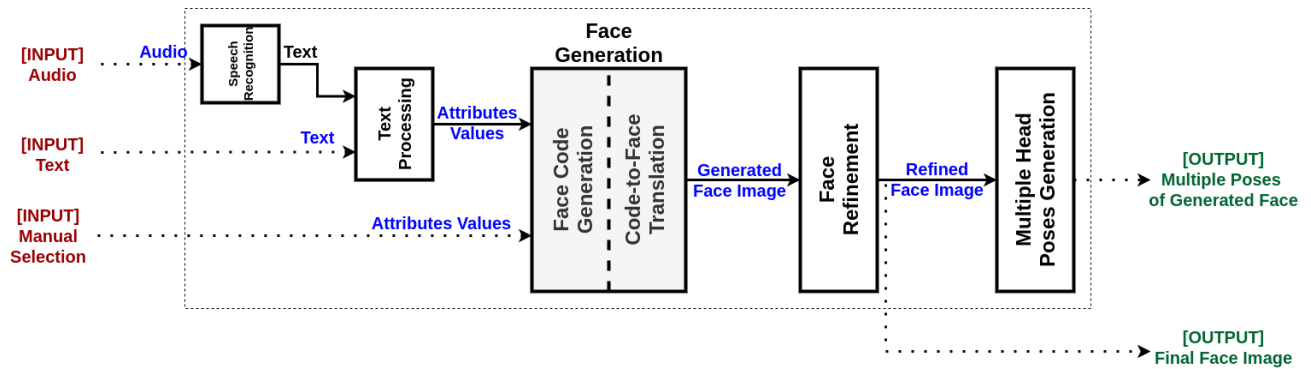 [INPUT]
Audio
Audio
Speech
Recognition
Text
[INPUT]
Text
Text
Text
Processing
[INPUT]
Manual
Selection
Attributes Values
Attributes
Values
Face
Generation
Face Code
Generation
Code-to-Face
Translation
Generated
Face Image
Face
Refinement
Refined
Face Image
Multiple Head
Poses Generation
[OUTPUT]
Multiple Poses
of Generated Face
[OUTPUT]
Final Face Image